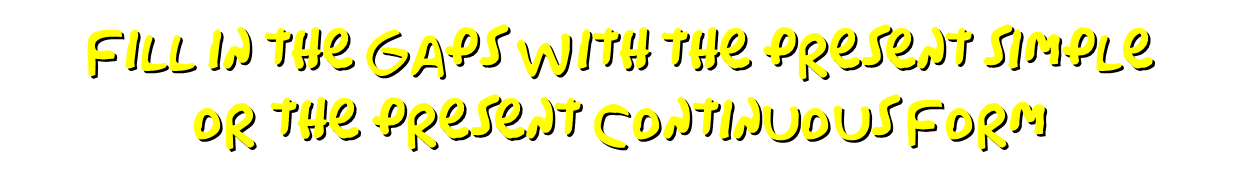 Fill in the Gaps with the present simple
or the present Continuous Form